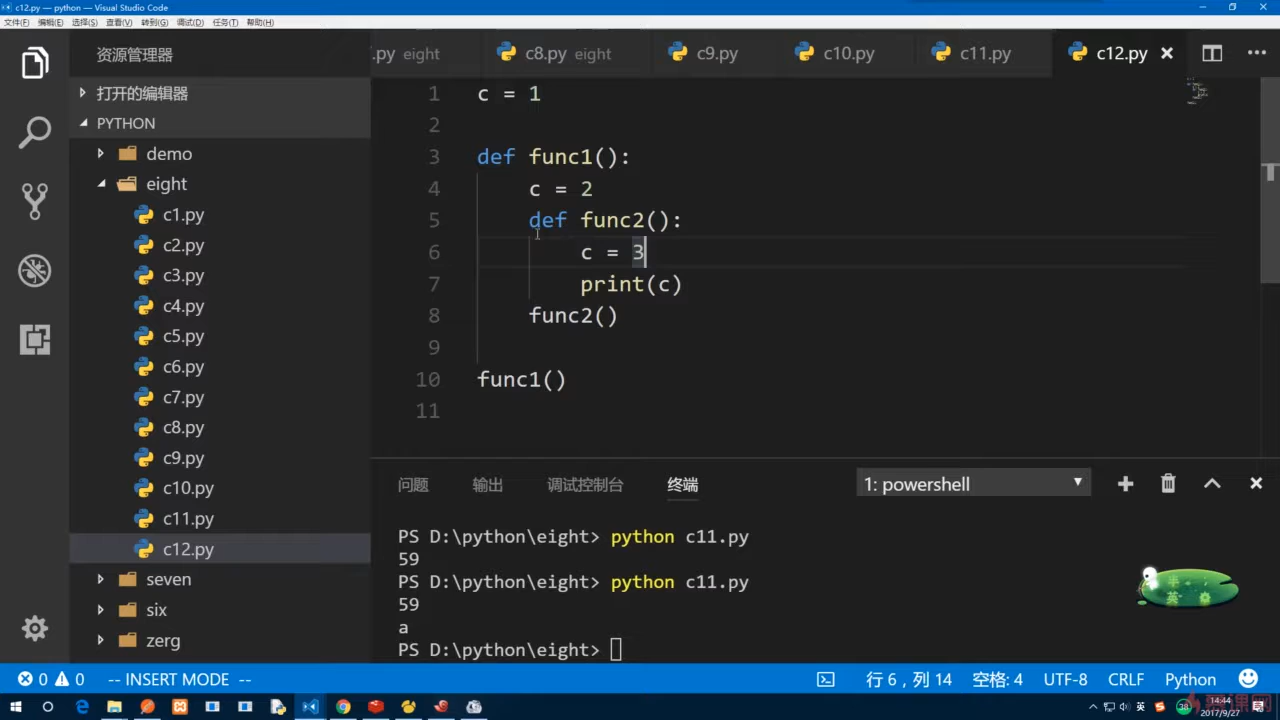 c12.py — python — Visual Studio Code
文件(F) 编辑(E) 选择(S) 查看(V) 转到(G) 调试(D) 任务(T) 帮助(H)
资源管理器
.py eight c8.py eight c9.py c10.py c11.py c12.py
打开的编辑器
PYTHON
demo
eight
c1.py
c2.py
c3.py
c4.py
c5.py
c6.py
c7.py
c8.py
c9.py
c10.py
c11.py
c12.py
seven
six
zerg
1 c = 1
2
3 def func1():
4 c = 2
5 def func2():
6 c = 3
7 print(c)
8 func2()
9
10 func1()
11
问题 输出 调试控制台 终端 1: powershell
PS D:\python\eight> python c11.py
59
PS D:\python\eight> python c11.py
59
a
PS D:\python\eight>
英
0 0 -- INSERT MODE -- 行 6，列 14 空格: 4 UTF-8 CRLF Python
英 38 14:44
2017/9/27
慕课网